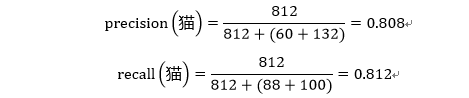 precision(猫) = 812 / (812 + (60 + 132)) = 0.808↵
recall(猫) = 812 / (812 + (88 + 100)) = 0.812↵